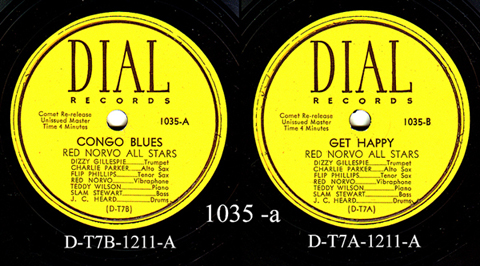 DIAL
RECORDS
Comet Re-release
Unissued Master
Time 4 Minutes
1035-A
CONGO BLUES
RED NORVO ALL STARS
DIZZY GILLESPIE.....Trumpet
CHARLIE PARKER.....Alto Sax
FLIP PHILLIPS.....Tenor Sax
RED NORVO.....Vibraphone
TEDDY WILSON.....Piano
SLAM STEWART.....Bass
J. C. HEARD.....Drums
(D-T7B)
D-T7B-1211-A
1035 -a
DIAL
RECORDS
Comet Re-release
Unissued Master
Time 4 Minutes
1035-B
GET HAPPY
RED NORVO ALL STARS
DIZZY GILLESPIE.....Trumpet
CHARLIE PARKER.....Alto Sax
FLIP PHILLIPS.....Tenor Sax
RED NORVO.....Vibraphone
TEDDY WILSON.....Piano
SLAM STEWART.....Bass
J. C. HEARD.....Drums
(D-T7A)
D-T7A-1211-A